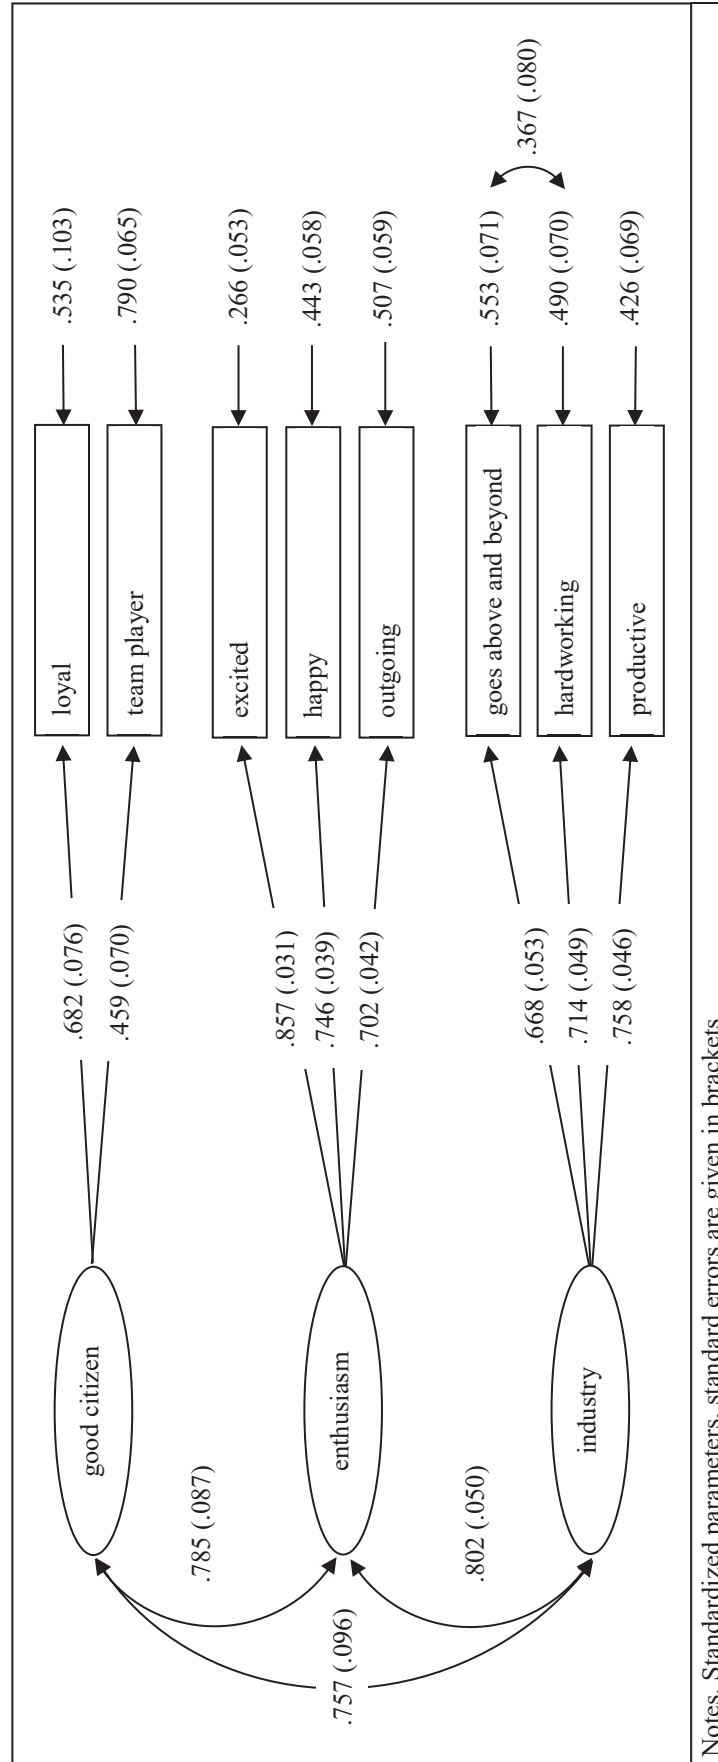 good citizen
enthusiasm
industry
.785 (.087)
.802 (.050)
.757 (.096)
.682 (.076)
.459 (.070)
.857 (.031)
.746 (.039)
.702 (.042)
.668 (.053)
.714 (.049)
.758 (.046)
loyal
team player
excited
happy
outgoing
goes above and beyond
hardworking
productive
.535 (.103)
.790 (.065)
.266 (.053)
.443 (.058)
.507 (.059)
.553 (.071)
.490 (.070)
.426 (.069)
.367 (.080)
Notes. Standardized parameters, standard errors are given in brackets